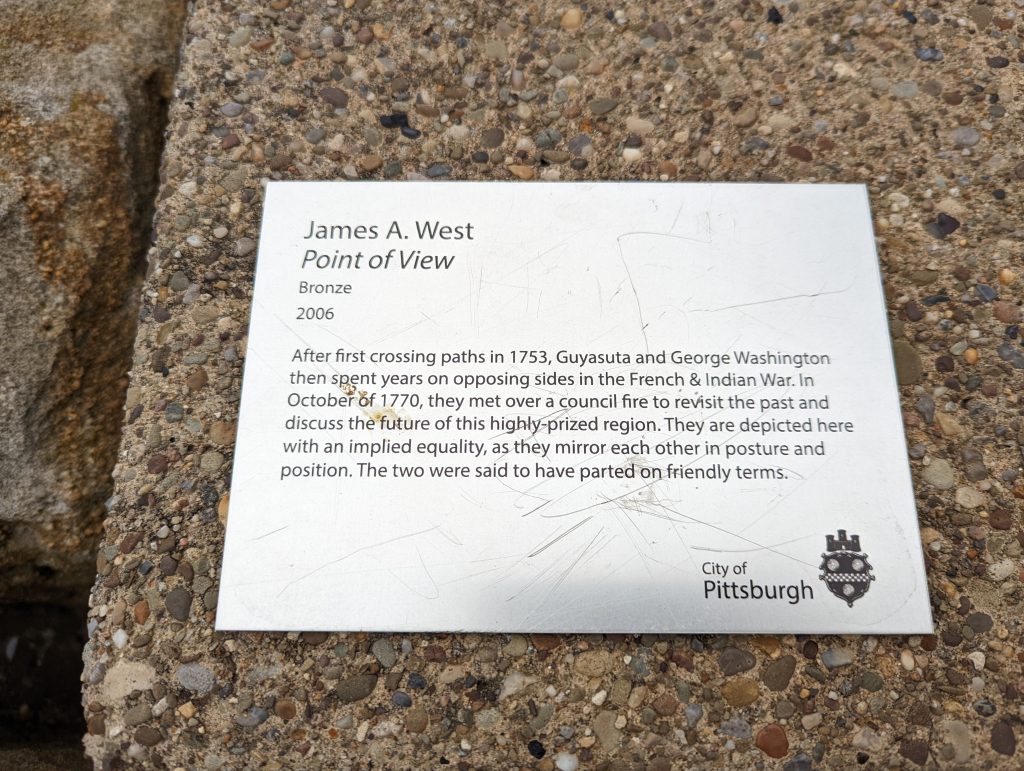 James A. West
Point of View
Bronze
2006
After first crossing paths in 1753, Guyasuta and George Washington
then spent years on opposing sides in the French & Indian War. In
October of 1770, they met over a council fire to revisit the past and
discuss the future of this highly-prized region. They are depicted here
with an implied equality, as they mirror each other in posture and
position. The two were said to have parted on friendly terms.
City of
Pittsburgh